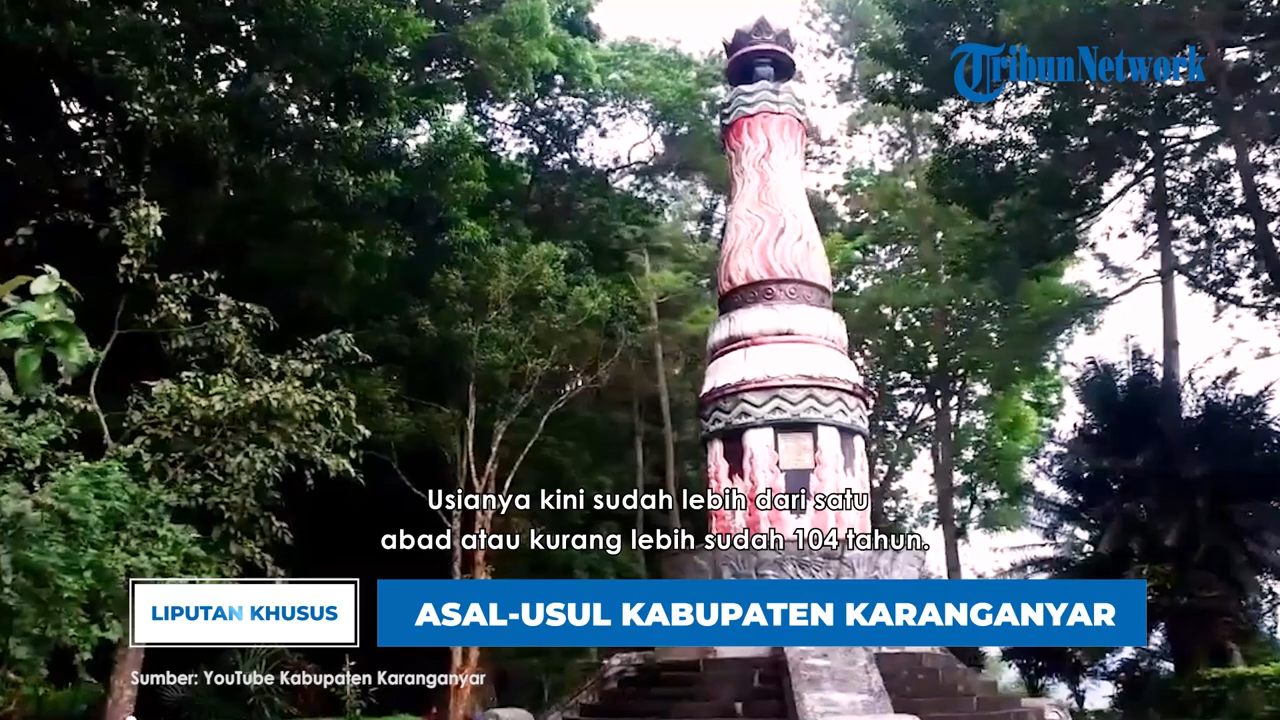 TribunNetwork
Usianya kini sudah lebih dari satu
abad atau kurang lebih sudah 104 tahun.
LIPUTAN KHUSUS
ASAL-USUL KABUPATEN KARANGANYAR
Sumber: YouTube Kabupaten Karanganyar